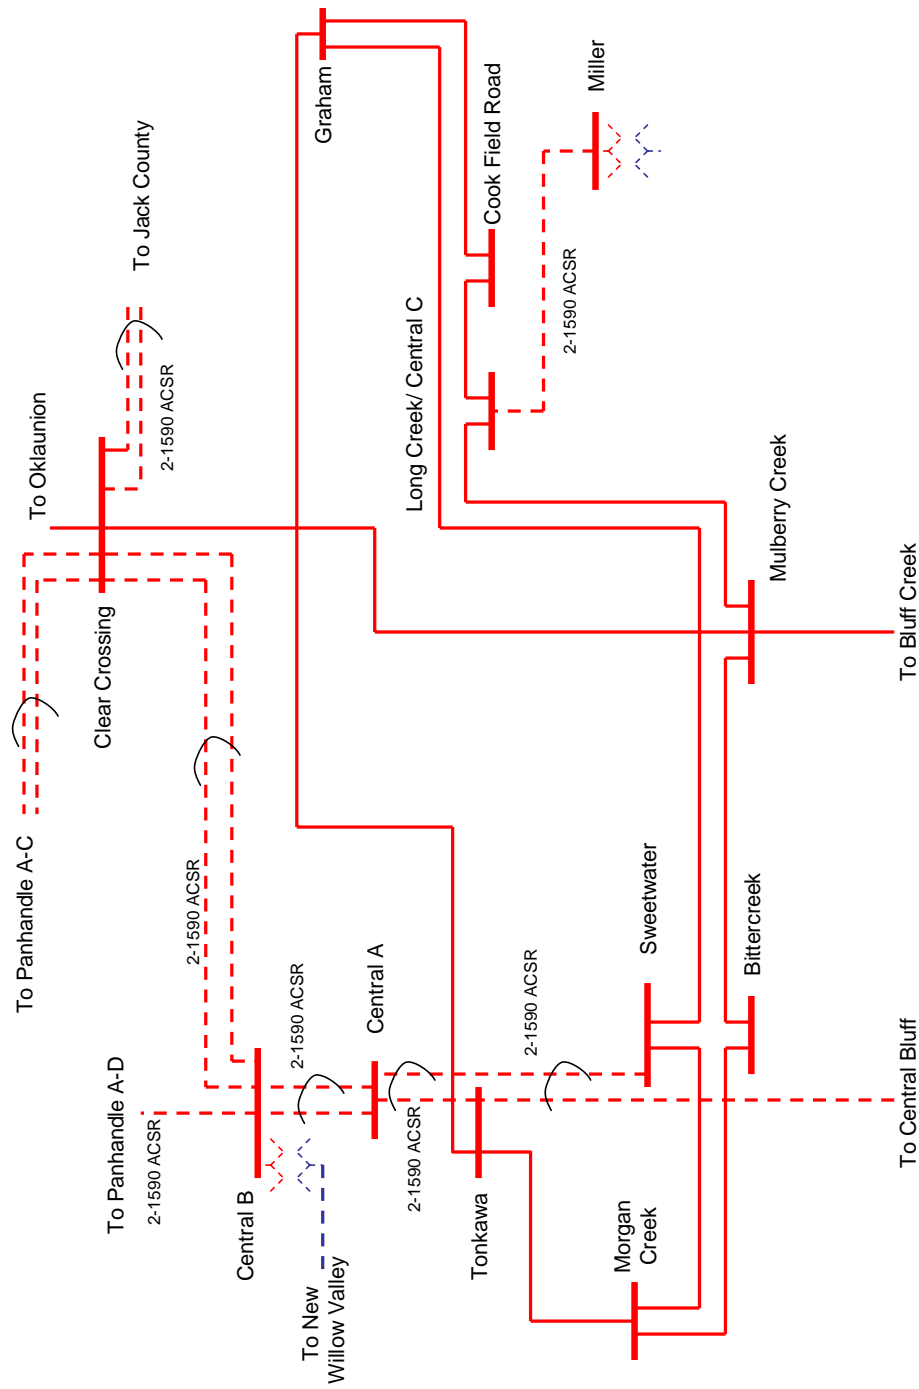 To Panhandle A-C
To Oklaunion
Clear Crossing
To Panhandle A-D
To Jack County
2-1590 ACSR
2-1590 ACSR
2-1590 ACSR
Central B
2-1590 ACSR
To New
Willow Valley
Graham
Central A
2-1590 ACSR
Long Creek/ Central C
Tonkawa
Cook Field Road
2-1590 ACSR
2-1590 ACSR
Miller
Morgan
Creek
Sweetwater
Bittercreek
Mulberry Creek
To Central Bluff
To Bluff Creek